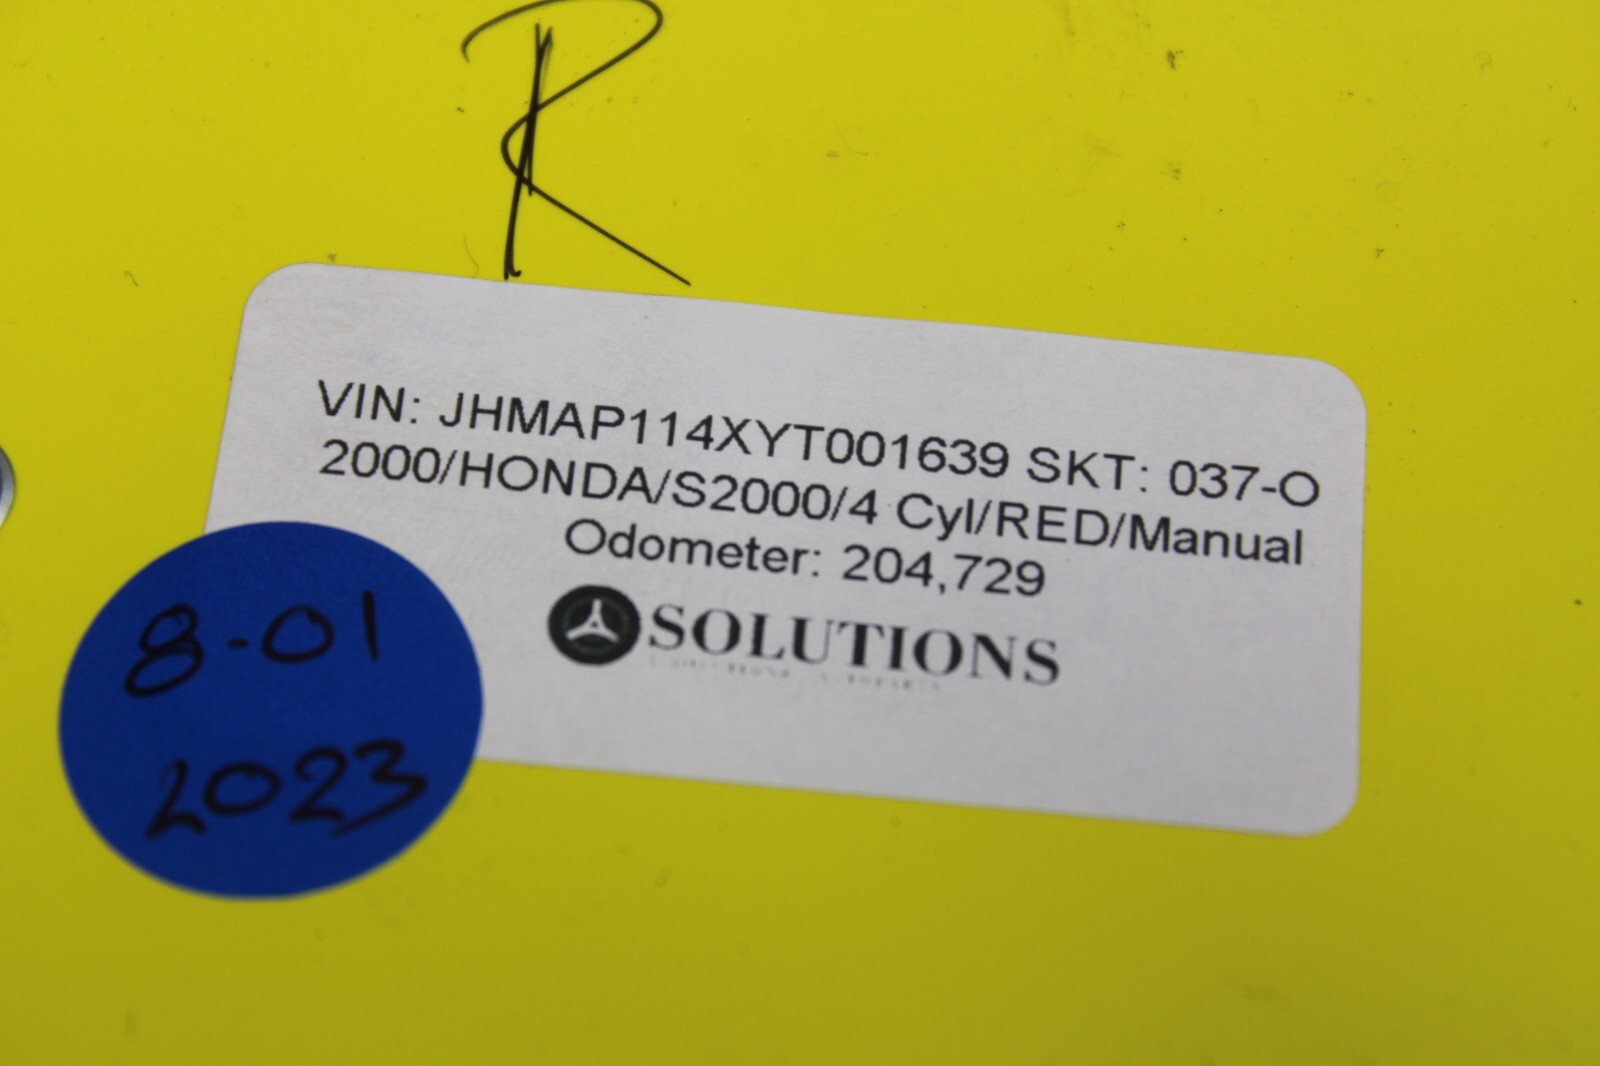 R
VIN: JHMAP114XYT001639 SKT: 037-O
2000/HONDA/S2000/4 Cyl/RED/Manual
Odometer: 204,729
SOLUTIONS
8-01
2023